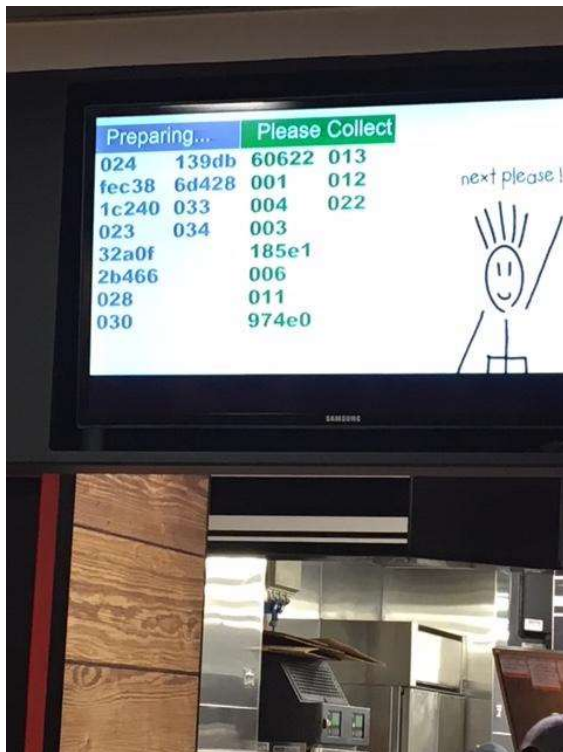 Preparing... Please Collect
024 139db 60622 013
fec38 6d428 001 012
1c240 033 004 022
023 034 003
32a0f 185e1
2b466 006
028 011
030 974e0
next please !
SAMSUNG